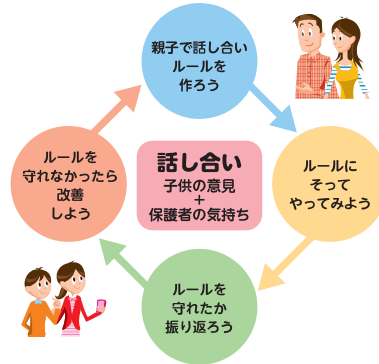 親子で話し合い
ルールを
作ろう
ルールに
そって
やってみよう
ルールを
守れたか
振り返ろう
ルールを
守れなかったら
改善
しよう
話し合い
子供の意見
+
保護者の気持ち